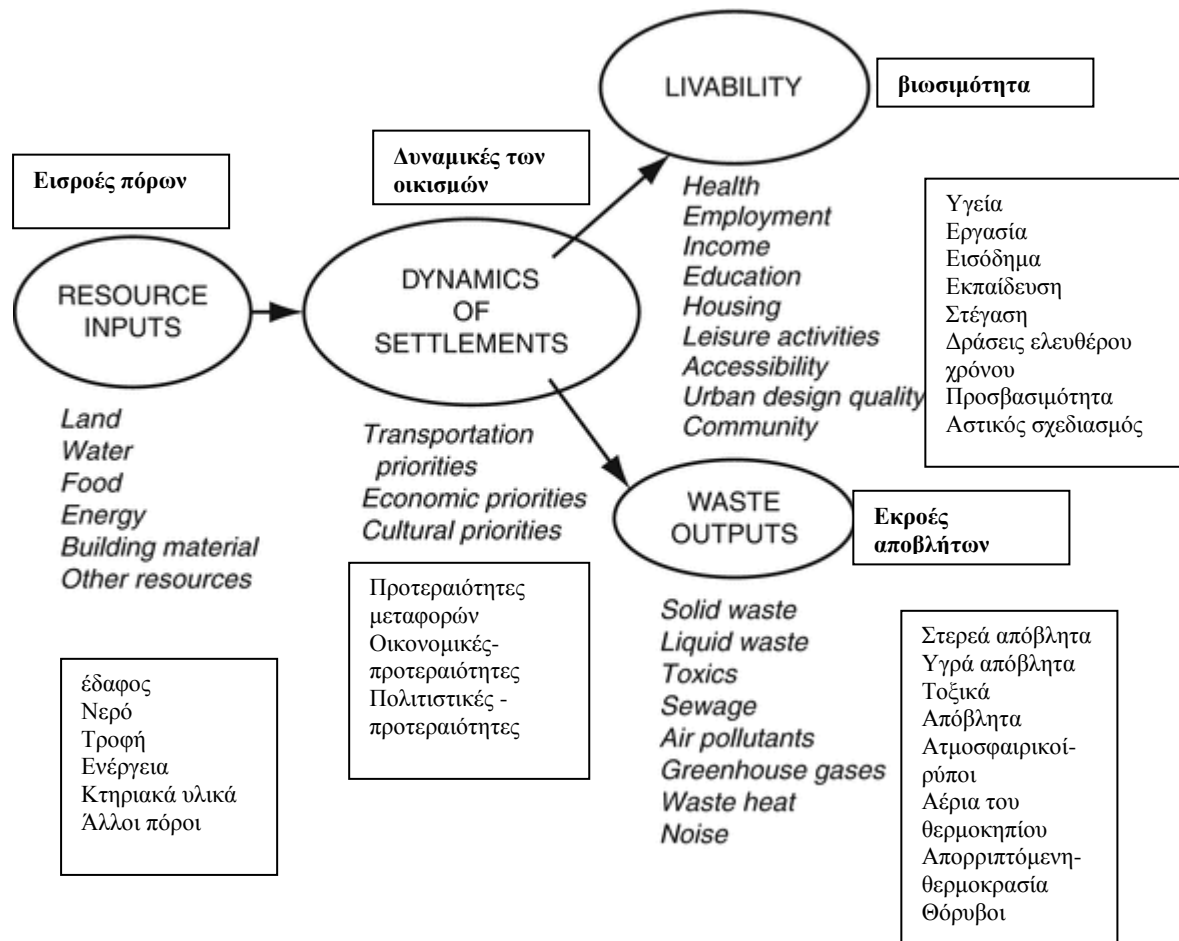 Εισροές πόρων
RESOURCE
INPUTS
Land
Water
Food
Energy
Building material
Other resources
έδαφος
Νερό
Τροφή
Ενέργεια
Κτηριακά υλικά
Άλλοι πόροι
Δυναμικές των
οικισμών
DYNAMICS
OF
SETTLEMENTS
Transportation
priorities
Economic priorities
Cultural priorities
Προτεραιότητες
μεταφορών
Οικονομικές-
προτεραιότητες
Πολιτιστικές -
προτεραιότητες
LIVABILITY
βιωσιμότητα
Health
Employment
Income
Education
Housing
Leisure activities
Accessibility
Urban design quality
Community
Υγεία
Εργασία
Εισόδημα
Εκπαίδευση
Στέγαση
Δράσεις ελευθέρου
χρόνου
Προσβασιμότητα
Αστικός σχεδιασμός
WASTE
OUTPUTS
Εκροές
αποβλήτων
Solid waste
Liquid waste
Toxics
Sewage
Air pollutants
Greenhouse gases
Waste heat
Noise
Στερεά απόβλητα
Υγρά απόβλητα
Τοξικά
Απόβλητα
Ατμοσφαιρικοί-
ρύποι
Αέρια του
θερμοκηπίου
Απορριπτόμενη-
θερμοκρασία
Θόρυβοι